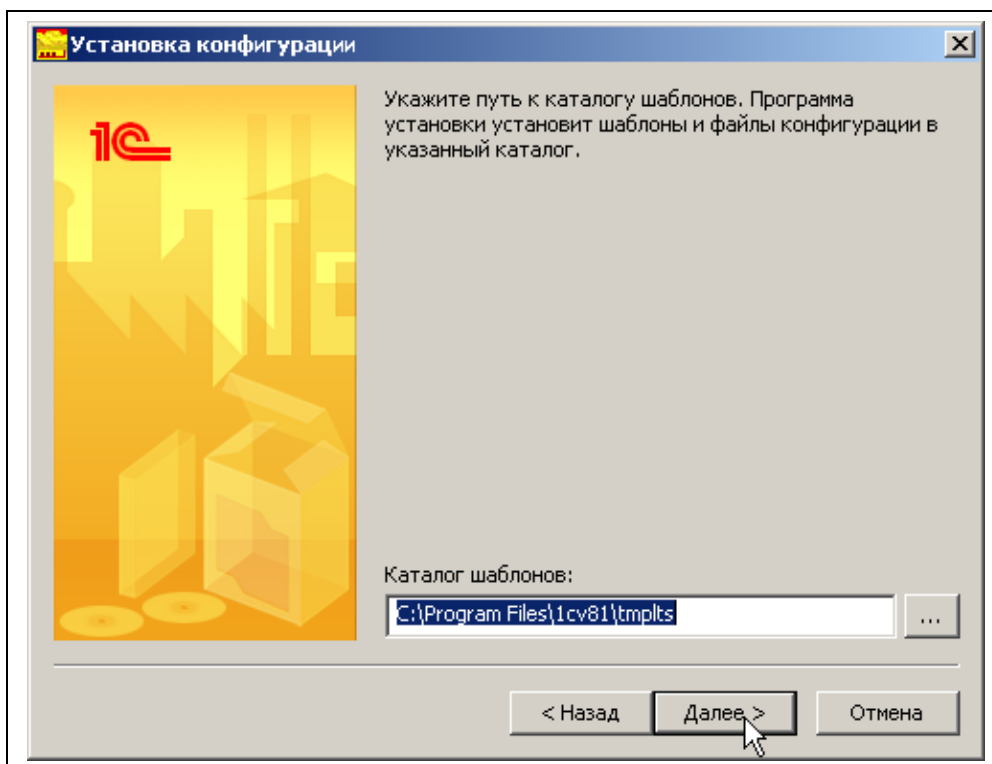 Установка конфигурации
1С
Укажите путь к каталогу шаблонов. Программа
установки установит шаблоны и файлы конфигурации в
указанный каталог.
Каталог шаблонов:
C:\Program Files\1cv81\tmplts
...
< Назад
Далее >
Отмена